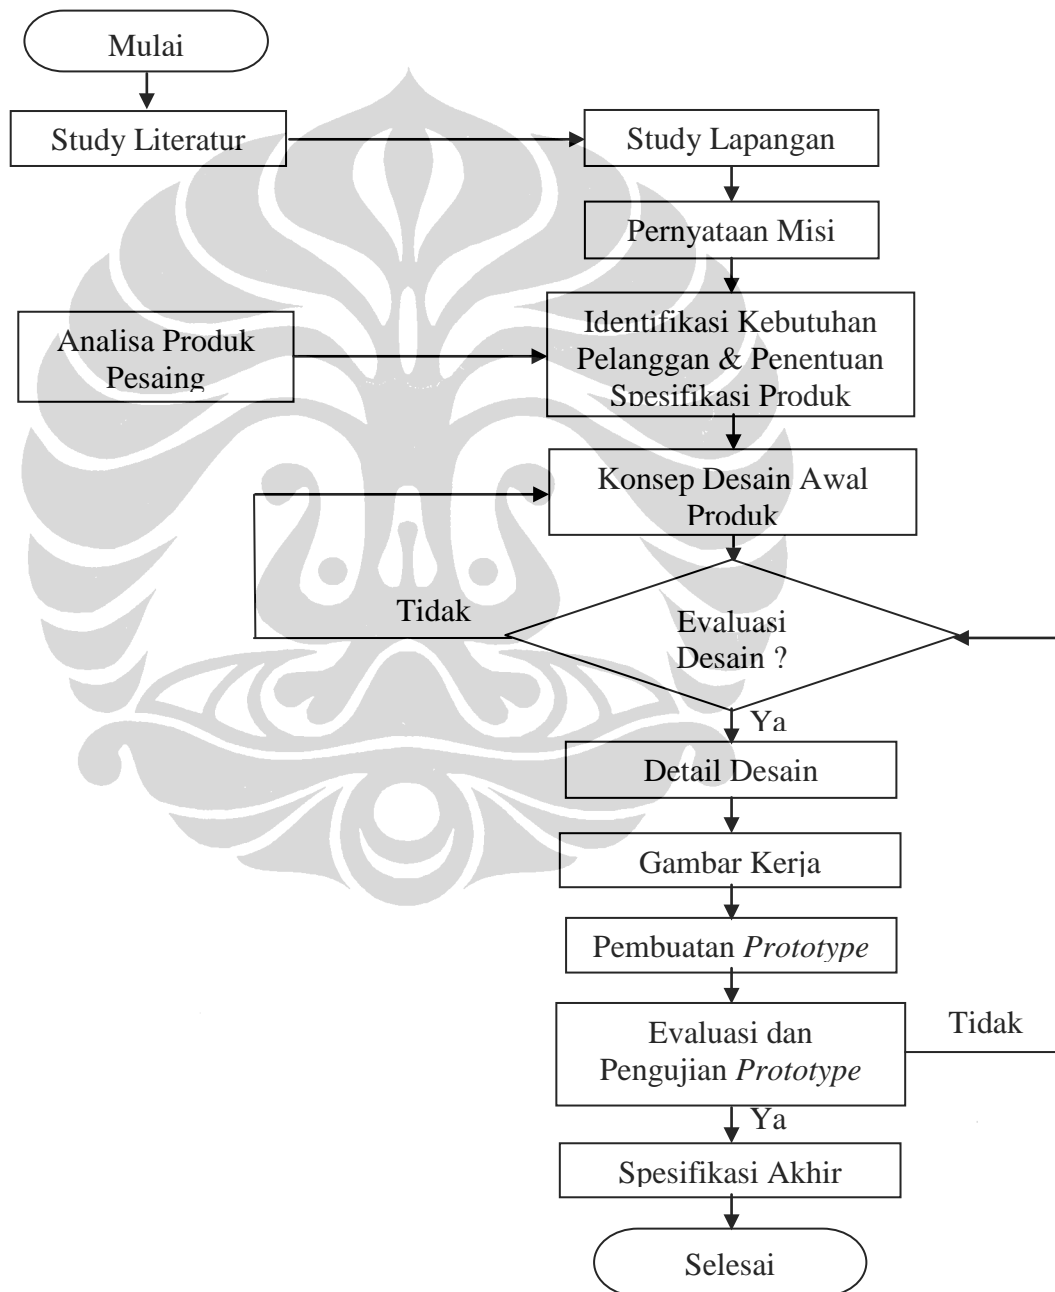 Mulai
Study Literatur
Study Lapangan
Pernyataan Misi
Analisa Produk
Pesaing
Identifikasi Kebutuhan
Pelanggan & Penentuan
Spesifikasi Produk
Konsep Desain Awal
Produk
Tidak
Evaluasi
Desain ?
Ya
Detail Desain
Gambar Kerja
Pembuatan Prototype
Evaluasi dan
Pengujian Prototype
Tidak
Ya
Spesifikasi Akhir
Selesai